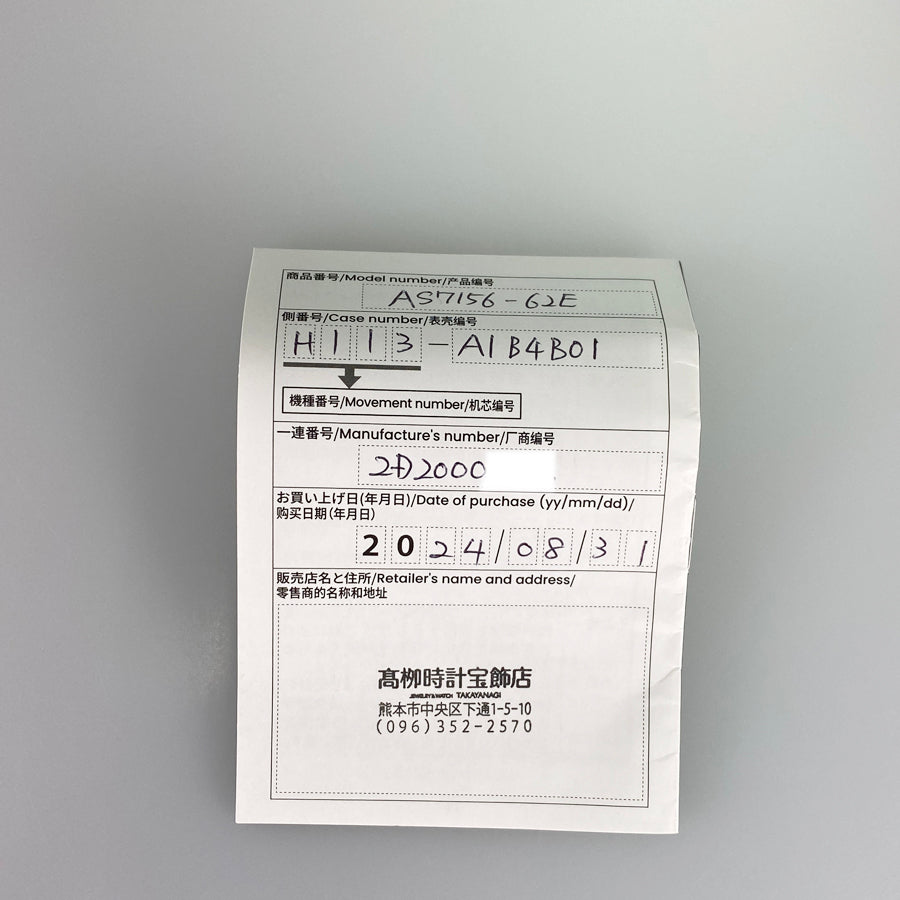 商品番号/Model number/产品编号
AS7156-62E
側番号/Case number/表壳编号
H113-A1B4B01
機種番号/Movement number/机芯编号
一連番号/Manufacture's number/厂商编号
2D2000
お買い上げ日(年月日)/Date of purchase (yy/mm/dd)/
购买日期(年月日)
2024/08/31
販売店名と住所/Retailer's name and address/
零售商的名称和地址
髙柳時計宝飾店
JEWELRY&WATCH TAKAYANAGI
熊本市中央区下通1-5-10
(096)352-2570